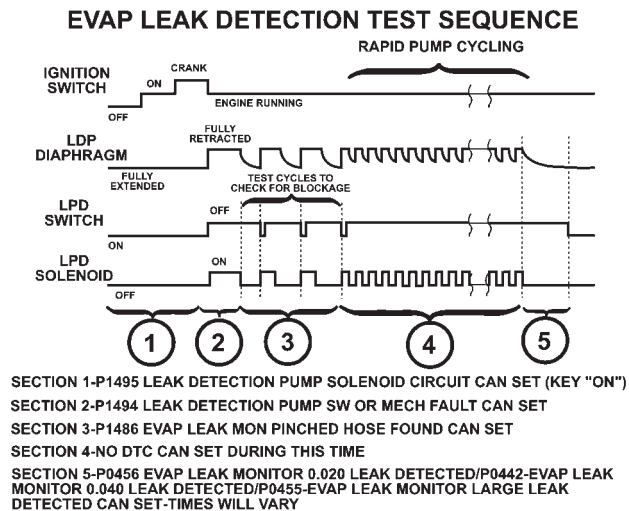 EVAP LEAK DETECTION TEST SEQUENCE
RAPID PUMP CYCLING
IGNITION
SWITCH
OFF
ON
CRANK
ENGINE RUNNING
LDP
DIAPHRAGM
FULLY
EXTENDED
FULLY
RETRACTED
TEST CYCLES TO
CHECK FOR BLOCKAGE
LPD
SWITCH
ON
OFF
LPD
SOLENOID
OFF
ON
1
2
3
4
5
SECTION 1-P1495 LEAK DETECTION PUMP SOLENOID CIRCUIT CAN SET (KEY "ON")
SECTION 2-P1494 LEAK DETECTION PUMP SW OR MECH FAULT CAN SET
SECTION 3-P1486 EVAP LEAK MON PINCHED HOSE FOUND CAN SET
SECTION 4-NO DTC CAN SET DURING THIS TIME
SECTION 5-P0456 EVAP LEAK MONITOR 0.020 LEAK DETECTED/P0442-EVAP LEAK
MONITOR 0.040 LEAK DETECTED/P0455-EVAP LEAK MONITOR LARGE LEAK
DETECTED CAN SET-TIMES WILL VARY